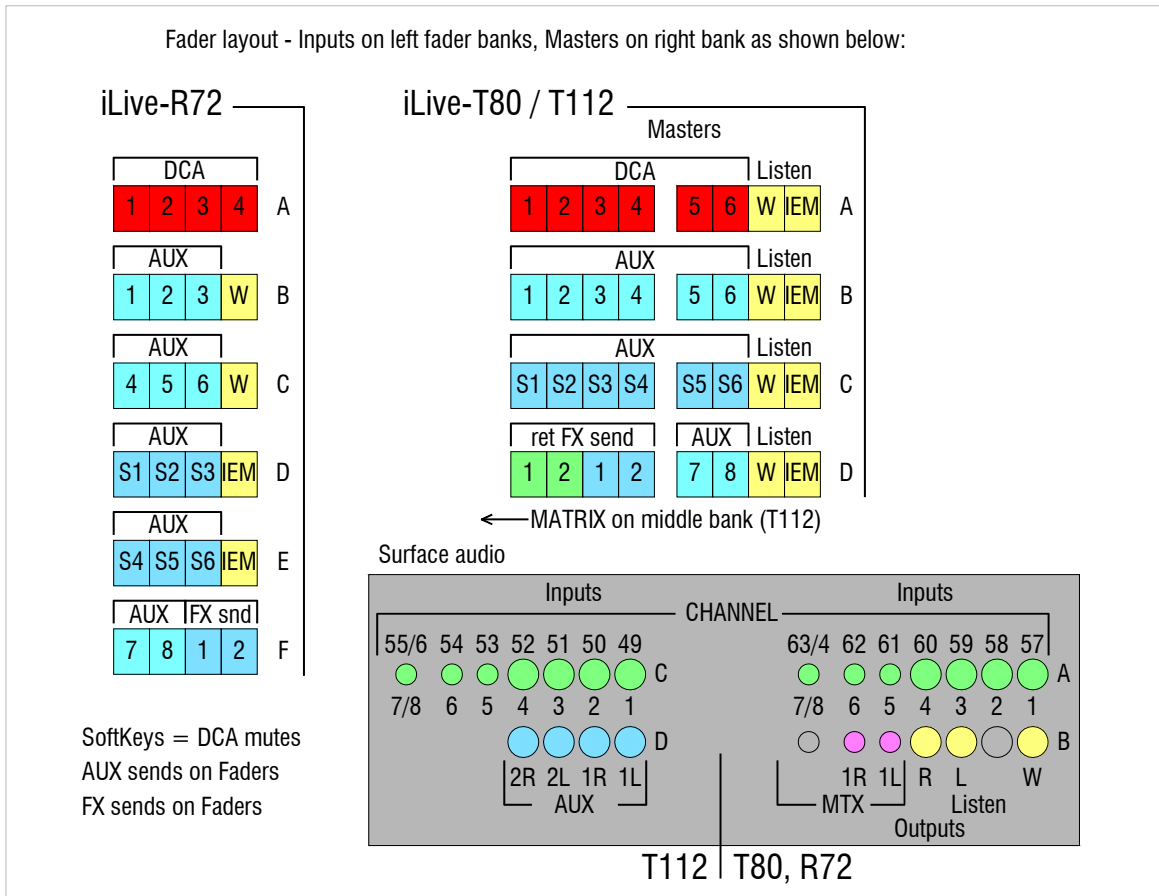 Fader layout - Inputs on left fader banks, Masters on right bank as shown below:
iLive-R72
DCA
1 2 3 4 A
AUX
1 2 3 W B
AUX
4 5 6 W C
AUX
S1 S2 S3 IEM D
AUX
S4 S5 S6 IEM E
AUX FX snd
7 8 1 2 F
SoftKeys = DCA mutes
AUX sends on Faders
FX sends on Faders
iLive-T80 / T112
Masters
DCA Listen
1 2 3 4 5 6 W IEM A
AUX Listen
1 2 3 4 5 6 W IEM B
AUX Listen
S1 S2 S3 S4 S5 S6 W IEM C
ret FX send AUX Listen
1 2 1 2 7 8 W IEM D
MATRIX on middle bank (T112)
Surface audio
Inputs Inputs
CHANNEL
55/6 54 53 52 51 50 49 63/4 62 61 60 59 58 57
C A
7/8 6 5 4 3 2 1 7/8 6 5 4 3 2 1
D B
2R 2L 1R 1L 1R 1L R L W
AUX MTX Listen
Outputs
T112 T80, R72